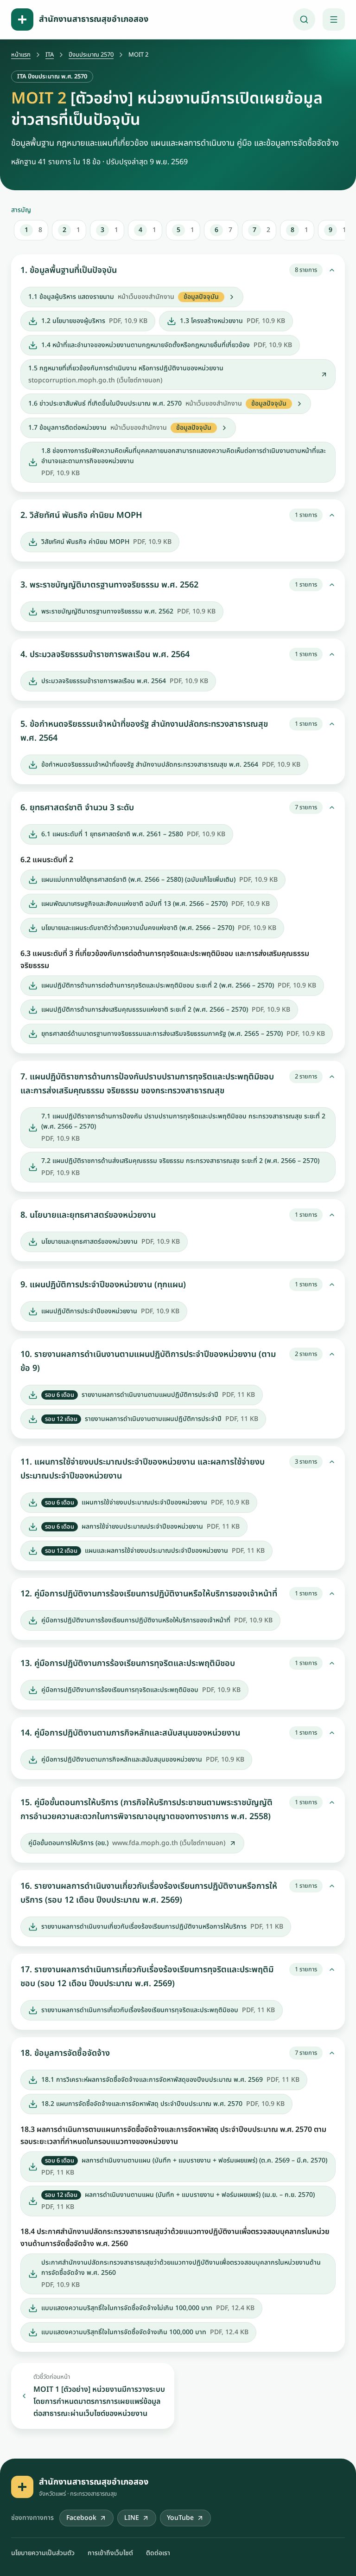 สำนักงานสาธารณสุขอำเภอสอง
หน้าแรก > ITA > ปีงบประมาณ 2570 > MOIT 2
ITA ปีงบประมาณ พ.ศ. 2570
MOIT 2 [ตัวอย่าง] หน่วยงานมีการเปิดเผยข้อมูล
ข่าวสารที่เป็นปัจจุบัน
ข้อมูลพื้นฐาน กฎหมายและแผนที่เกี่ยวข้อง แผนและผลการดำเนินงาน คู่มือ และข้อมูลการจัดซื้อจัดจ้าง
หลักฐาน 41 รายการ ใน 18 ข้อ · ปรับปรุงล่าสุด 9 พ.ย. 2569
สารบัญ
1 8 2 1 3 1 4 1 5 1 6 7 7 2 8 1 9 1
1. ข้อมูลพื้นฐานที่เป็นปัจจุบัน 8 รายการ
1.1 ข้อมูลผู้บริหาร แสดงรายนาม หน้าเว็บของสำนักงาน ข้อมูลปัจจุบัน
1.2 นโยบายของผู้บริหาร PDF, 10.9 KB 1.3 โครงสร้างหน่วยงาน PDF, 10.9 KB
1.4 หน้าที่และอำนาจของหน่วยงานตามกฎหมายจัดตั้งหรือกฎหมายอื่นที่เกี่ยวข้อง PDF, 10.9 KB
1.5 กฎหมายที่เกี่ยวข้องกับการดำเนินงาน หรือการปฏิบัติงานของหน่วยงาน
stopcorruption.moph.go.th (เว็บไซต์ภายนอก)
1.6 ข่าวประชาสัมพันธ์ ที่เกิดขึ้นในปีงบประมาณ พ.ศ. 2570 หน้าเว็บของสำนักงาน ข้อมูลปัจจุบัน
1.7 ข้อมูลการติดต่อหน่วยงาน หน้าเว็บของสำนักงาน ข้อมูลปัจจุบัน
1.8 ช่องทางการรับฟังความคิดเห็นที่บุคคลภายนอกสามารถแสดงความคิดเห็นต่อการดำเนินงานตามหน้าที่และ
อำนาจและตามภารกิจของหน่วยงาน
PDF, 10.9 KB
2. วิสัยทัศน์ พันธกิจ ค่านิยม MOPH 1 รายการ
วิสัยทัศน์ พันธกิจ ค่านิยม MOPH PDF, 10.9 KB
3. พระราชบัญญัติมาตรฐานทางจริยธรรม พ.ศ. 2562 1 รายการ
พระราชบัญญัติมาตรฐานทางจริยธรรม พ.ศ. 2562 PDF, 10.9 KB
4. ประมวลจริยธรรมข้าราชการพลเรือน พ.ศ. 2564 1 รายการ
ประมวลจริยธรรมข้าราชการพลเรือน พ.ศ. 2564 PDF, 10.9 KB
5. ข้อกำหนดจริยธรรมเจ้าหน้าที่ของรัฐ สำนักงานปลัดกระทรวงสาธารณสุข 1 รายการ
พ.ศ. 2564
ข้อกำหนดจริยธรรมเจ้าหน้าที่ของรัฐ สำนักงานปลัดกระทรวงสาธารณสุข พ.ศ. 2564 PDF, 10.9 KB
6. ยุทธศาสตร์ชาติ จำนวน 3 ระดับ 7 รายการ
6.1 แผนระดับที่ 1 ยุทธศาสตร์ชาติ พ.ศ. 2561 – 2580 PDF, 10.9 KB
6.2 แผนระดับที่ 2
แผนแม่บทภายใต้ยุทธศาสตร์ชาติ (พ.ศ. 2566 – 2580) (ฉบับแก้ไขเพิ่มเติม) PDF, 10.9 KB
แผนพัฒนาเศรษฐกิจและสังคมแห่งชาติ ฉบับที่ 13 (พ.ศ. 2566 – 2570) PDF, 10.9 KB
นโยบายและแผนระดับชาติว่าด้วยความมั่นคงแห่งชาติ (พ.ศ. 2566 – 2570) PDF, 10.9 KB
6.3 แผนระดับที่ 3 ที่เกี่ยวข้องกับการต่อต้านการทุจริตและประพฤติมิชอบ และการส่งเสริมคุณธรรม
จริยธรรม
แผนปฏิบัติการด้านการต่อต้านการทุจริตและประพฤติมิชอบ ระยะที่ 2 (พ.ศ. 2566 – 2570) PDF, 10.9 KB
แผนปฏิบัติการด้านการส่งเสริมคุณธรรมแห่งชาติ ระยะที่ 2 (พ.ศ. 2566 – 2570) PDF, 10.9 KB
ยุทธศาสตร์ด้านมาตรฐานทางจริยธรรมและการส่งเสริมจริยธรรมภาครัฐ (พ.ศ. 2565 – 2570) PDF, 10.9 KB
7. แผนปฏิบัติราชการด้านการป้องกันปราบปรามการทุจริตและประพฤติมิชอบ 2 รายการ
และการส่งเสริมคุณธรรม จริยธรรม ของกระทรวงสาธารณสุข
7.1 แผนปฏิบัติราชการด้านการป้องกัน ปราบปรามการทุจริตและประพฤติมิชอบ กระทรวงสาธารณสุข ระยะที่ 2
(พ.ศ. 2566 – 2570)
PDF, 10.9 KB
7.2 แผนปฏิบัติราชการด้านส่งเสริมคุณธรรม จริยธรรม กระทรวงสาธารณสุข ระยะที่ 2 (พ.ศ. 2566 – 2570)
PDF, 10.9 KB
8. นโยบายและยุทธศาสตร์ของหน่วยงาน 1 รายการ
นโยบายและยุทธศาสตร์ของหน่วยงาน PDF, 10.9 KB
9. แผนปฏิบัติการประจำปีของหน่วยงาน (ทุกแผน) 1 รายการ
แผนปฏิบัติการประจำปีของหน่วยงาน PDF, 10.9 KB
10. รายงานผลการดำเนินงานตามแผนปฏิบัติการประจำปีของหน่วยงาน (ตาม 2 รายการ
ข้อ 9)
รอบ 6 เดือน รายงานผลการดำเนินงานตามแผนปฏิบัติการประจำปี PDF, 11 KB
รอบ 12 เดือน รายงานผลการดำเนินงานตามแผนปฏิบัติการประจำปี PDF, 11 KB
11. แผนการใช้จ่ายงบประมาณประจำปีของหน่วยงาน และผลการใช้จ่ายงบ 3 รายการ
ประมาณประจำปีของหน่วยงาน
รอบ 6 เดือน แผนการใช้จ่ายงบประมาณประจำปีของหน่วยงาน PDF, 10.9 KB
รอบ 6 เดือน ผลการใช้จ่ายงบประมาณประจำปีของหน่วยงาน PDF, 11 KB
รอบ 12 เดือน แผนและผลการใช้จ่ายงบประมาณประจำปีของหน่วยงาน PDF, 11 KB
12. คู่มือการปฏิบัติงานการร้องเรียนการปฏิบัติงานหรือให้บริการของเจ้าหน้าที่ 1 รายการ
คู่มือการปฏิบัติงานการร้องเรียนการปฏิบัติงานหรือให้บริการของเจ้าหน้าที่ PDF, 10.9 KB
13. คู่มือการปฏิบัติงานการร้องเรียนการทุจริตและประพฤติมิชอบ 1 รายการ
คู่มือการปฏิบัติงานการร้องเรียนการทุจริตและประพฤติมิชอบ PDF, 10.9 KB
14. คู่มือการปฏิบัติงานตามภารกิจหลักและสนับสนุนของหน่วยงาน 1 รายการ
คู่มือการปฏิบัติงานตามภารกิจหลักและสนับสนุนของหน่วยงาน PDF, 10.9 KB
15. คู่มือขั้นตอนการให้บริการ (ภารกิจให้บริการประชาชนตามพระราชบัญญัติ 1 รายการ
การอำนวยความสะดวกในการพิจารณาอนุญาตของทางราชการ พ.ศ. 2558)
คู่มือขั้นตอนการให้บริการ (อย.) www.fda.moph.go.th (เว็บไซต์ภายนอก)
16. รายงานผลการดำเนินงานเกี่ยวกับเรื่องร้องเรียนการปฏิบัติงานหรือการให้ 1 รายการ
บริการ (รอบ 12 เดือน ปีงบประมาณ พ.ศ. 2569)
รายงานผลการดำเนินงานเกี่ยวกับเรื่องร้องเรียนการปฏิบัติงานหรือการให้บริการ PDF, 11 KB
17. รายงานผลการดำเนินการเกี่ยวกับเรื่องร้องเรียนการทุจริตและประพฤติมิ 1 รายการ
ชอบ (รอบ 12 เดือน ปีงบประมาณ พ.ศ. 2569)
รายงานผลการดำเนินการเกี่ยวกับเรื่องร้องเรียนการทุจริตและประพฤติมิชอบ PDF, 11 KB
18. ข้อมูลการจัดซื้อจัดจ้าง 7 รายการ
18.1 การวิเคราะห์ผลการจัดซื้อจัดจ้างและการจัดหาพัสดุของปีงบประมาณ พ.ศ. 2569 PDF, 11 KB
18.2 แผนการจัดซื้อจัดจ้างและการจัดหาพัสดุ ประจำปีงบประมาณ พ.ศ. 2570 PDF, 10.9 KB
18.3 ผลการดำเนินการตามแผนการจัดซื้อจัดจ้างและการจัดหาพัสดุ ประจำปีงบประมาณ พ.ศ. 2570 ตาม
รอบระยะเวลาที่กำหนดในกรอบแนวทางของหน่วยงาน
รอบ 6 เดือน ผลการดำเนินงานตามแผน (บันทึก + แบบรายงาน + ฟอร์มเผยแพร่) (ต.ค. 2569 – มี.ค. 2570)
PDF, 11 KB
รอบ 12 เดือน ผลการดำเนินงานตามแผน (บันทึก + แบบรายงาน + ฟอร์มเผยแพร่) (เม.ย. – ก.ย. 2570)
PDF, 11 KB
18.4 ประกาศสำนักงานปลัดกระทรวงสาธารณสุขว่าด้วยแนวทางปฏิบัติงานเพื่อตรวจสอบบุคลากรในหน่วย
งานด้านการจัดซื้อจัดจ้าง พ.ศ. 2560
ประกาศสำนักงานปลัดกระทรวงสาธารณสุขว่าด้วยแนวทางปฏิบัติงานเพื่อตรวจสอบบุคลากรในหน่วยงานด้าน
การจัดซื้อจัดจ้าง พ.ศ. 2560
PDF, 10.9 KB
แบบแสดงความบริสุทธิ์ใจในการจัดซื้อจัดจ้างไม่เกิน 100,000 บาท PDF, 12.4 KB
แบบแสดงความบริสุทธิ์ใจในการจัดซื้อจัดจ้างเกิน 100,000 บาท PDF, 12.4 KB
ตัวชี้วัดก่อนหน้า
MOIT 1 [ตัวอย่าง] หน่วยงานมีการวางระบบ
โดยการกำหนดมาตรการการเผยแพร่ข้อมูล
ต่อสาธารณะผ่านเว็บไซต์ของหน่วยงาน
สำนักงานสาธารณสุขอำเภอสอง
จังหวัดแพร่ · กระทรวงสาธารณสุข
ช่องทางทางการ Facebook LINE YouTube
นโยบายความเป็นส่วนตัว การเข้าถึงเว็บไซต์ ติดต่อเรา